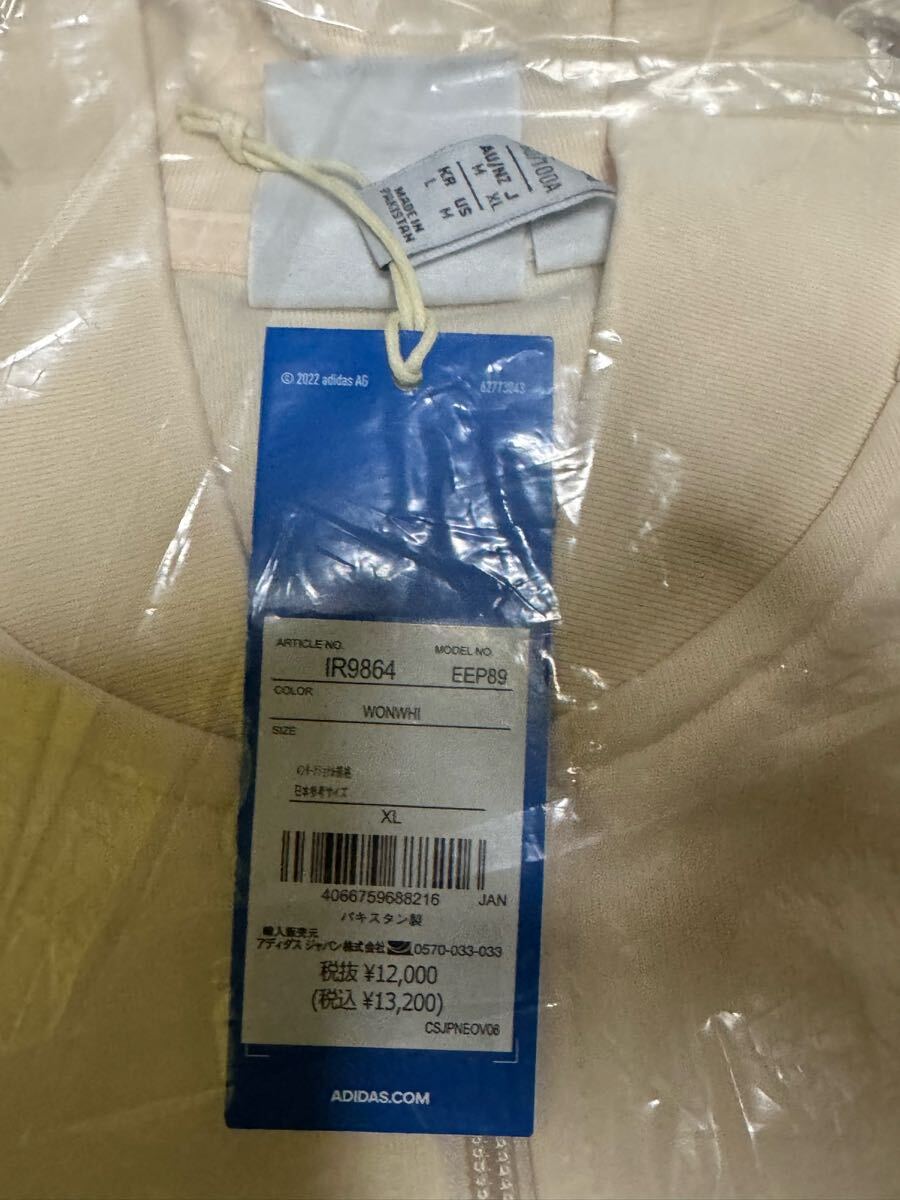 /100A
J
XL
AU/NZ
M
US
M
KR
L
MADE IN
PAKISTAN
© 2022 adidas AG
62773043
ARTICLE NO.
MODEL NO.
IR9864
EEP89
COLOR
WONWHI
SIZE
日本参考サイズ
XL
4066759688216 JAN
パキスタン製
輸入販売元
アディダス ジャパン株式会社 0570-033-033
税抜 ¥12,000
(税込 ¥13,200)
CSJPNEOV06
ADIDAS.COM